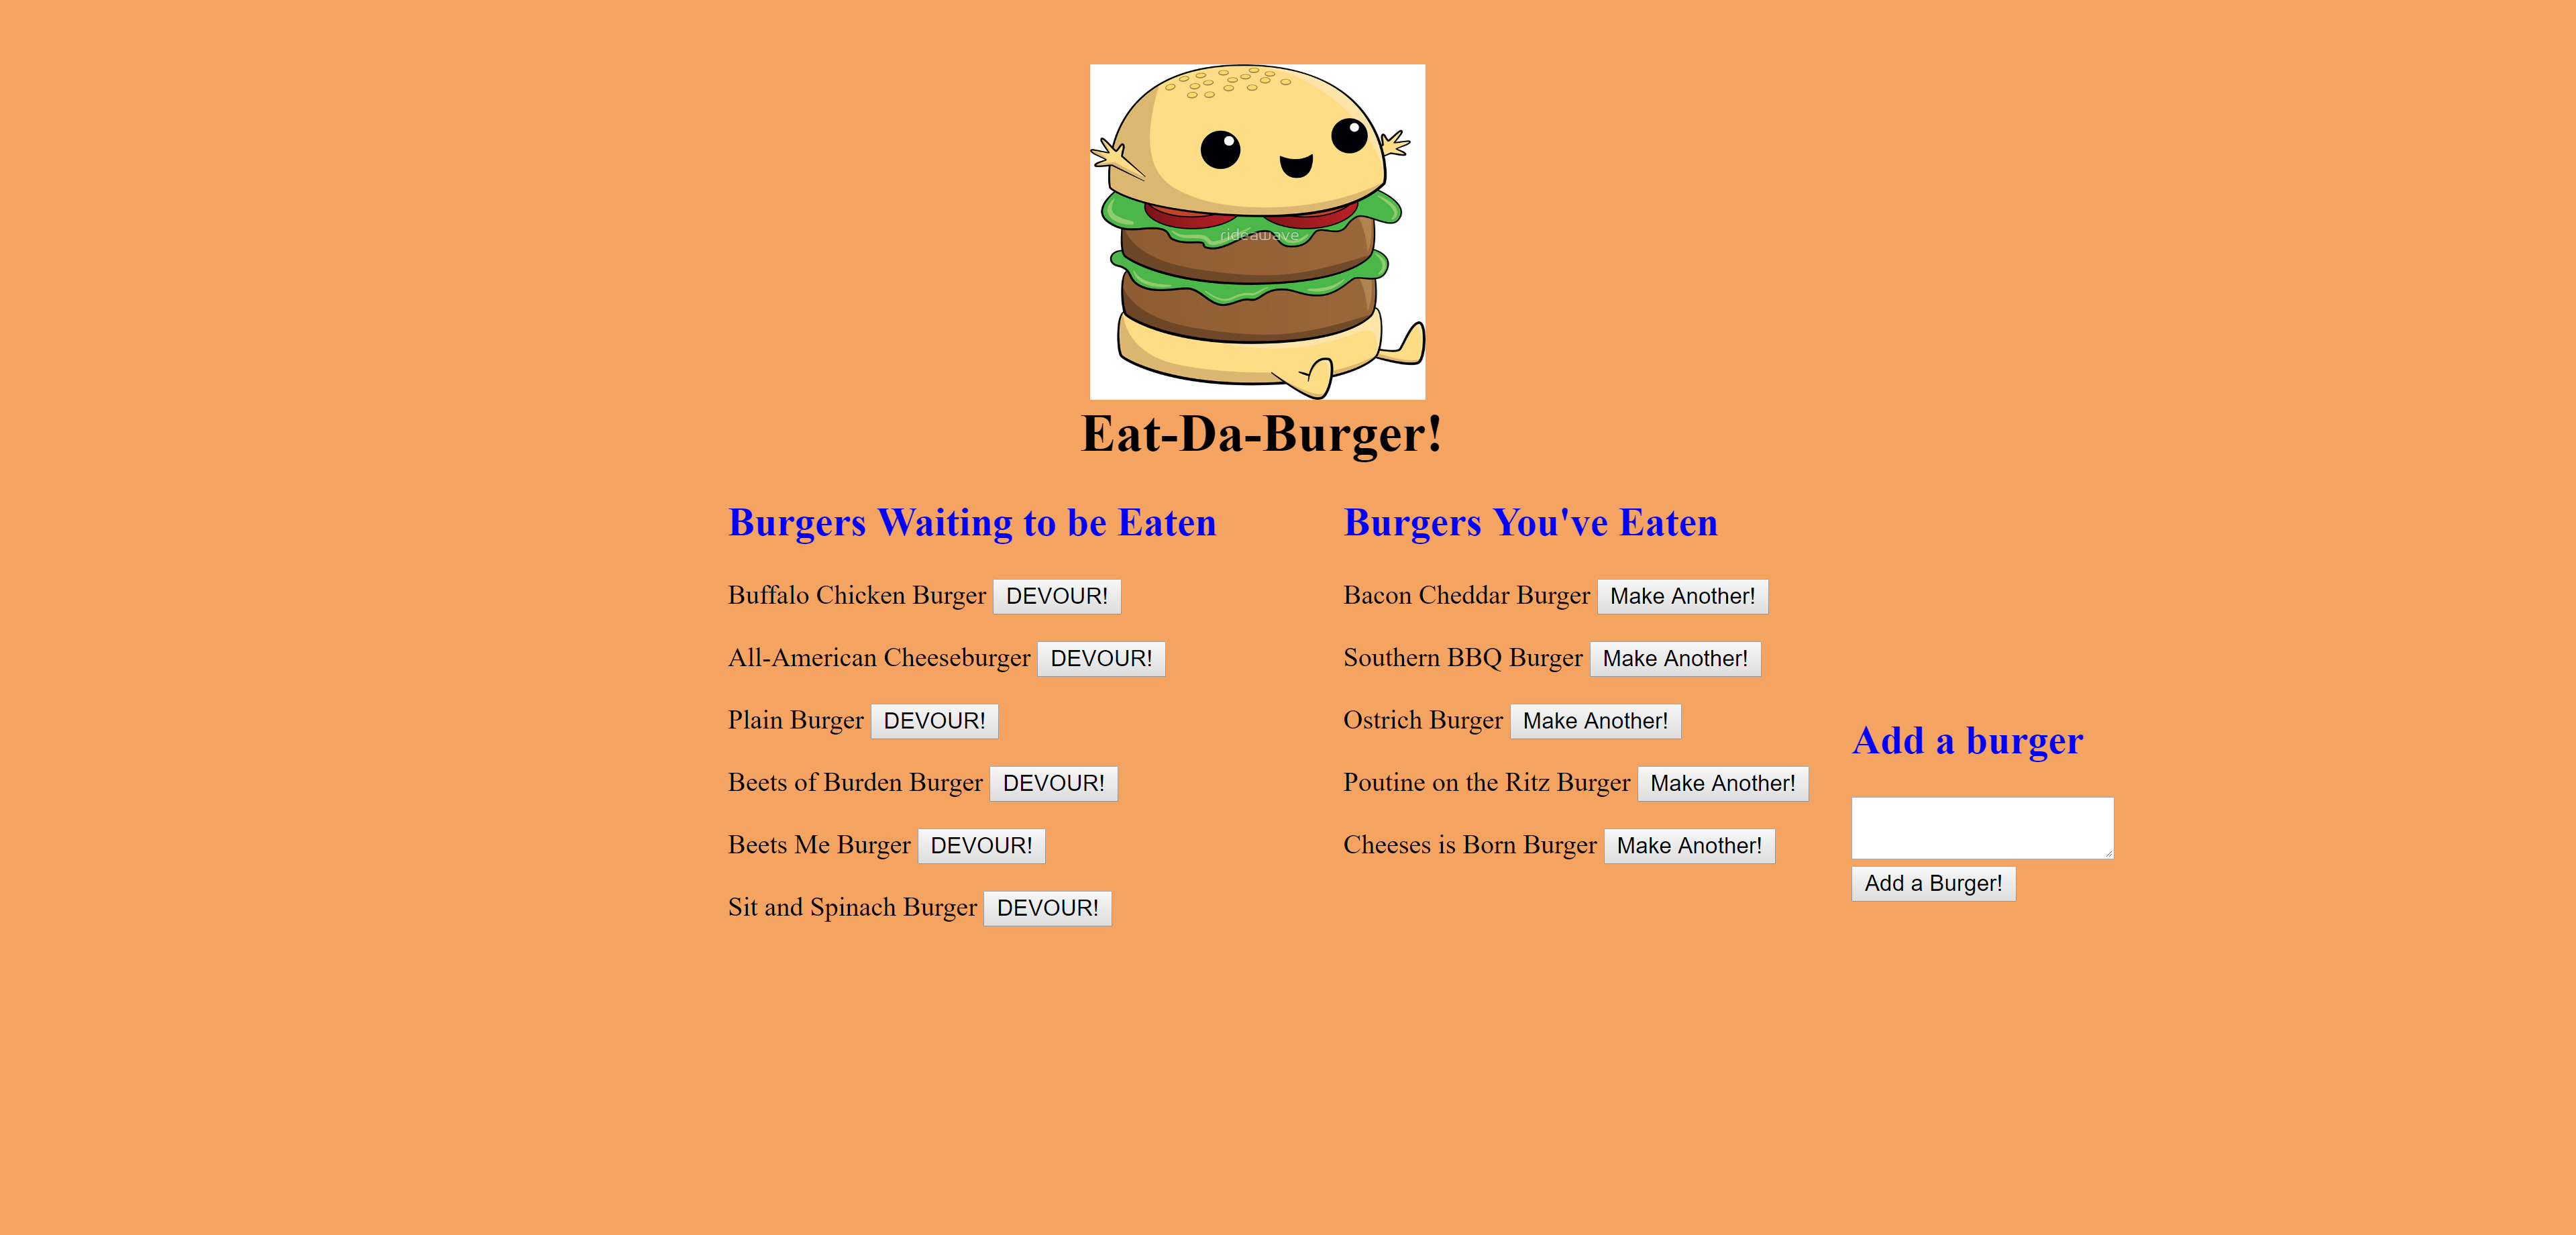 rideawave
Eat-Da-Burger!
Burgers Waiting to be Eaten
Buffalo Chicken Burger DEVOUR!
All-American Cheeseburger DEVOUR!
Plain Burger DEVOUR!
Beets of Burden Burger DEVOUR!
Beets Me Burger DEVOUR!
Sit and Spinach Burger DEVOUR!
Burgers You've Eaten
Bacon Cheddar Burger Make Another!
Southern BBQ Burger Make Another!
Ostrich Burger Make Another!
Poutine on the Ritz Burger Make Another!
Cheeses is Born Burger Make Another!
Add a burger
Add a Burger!